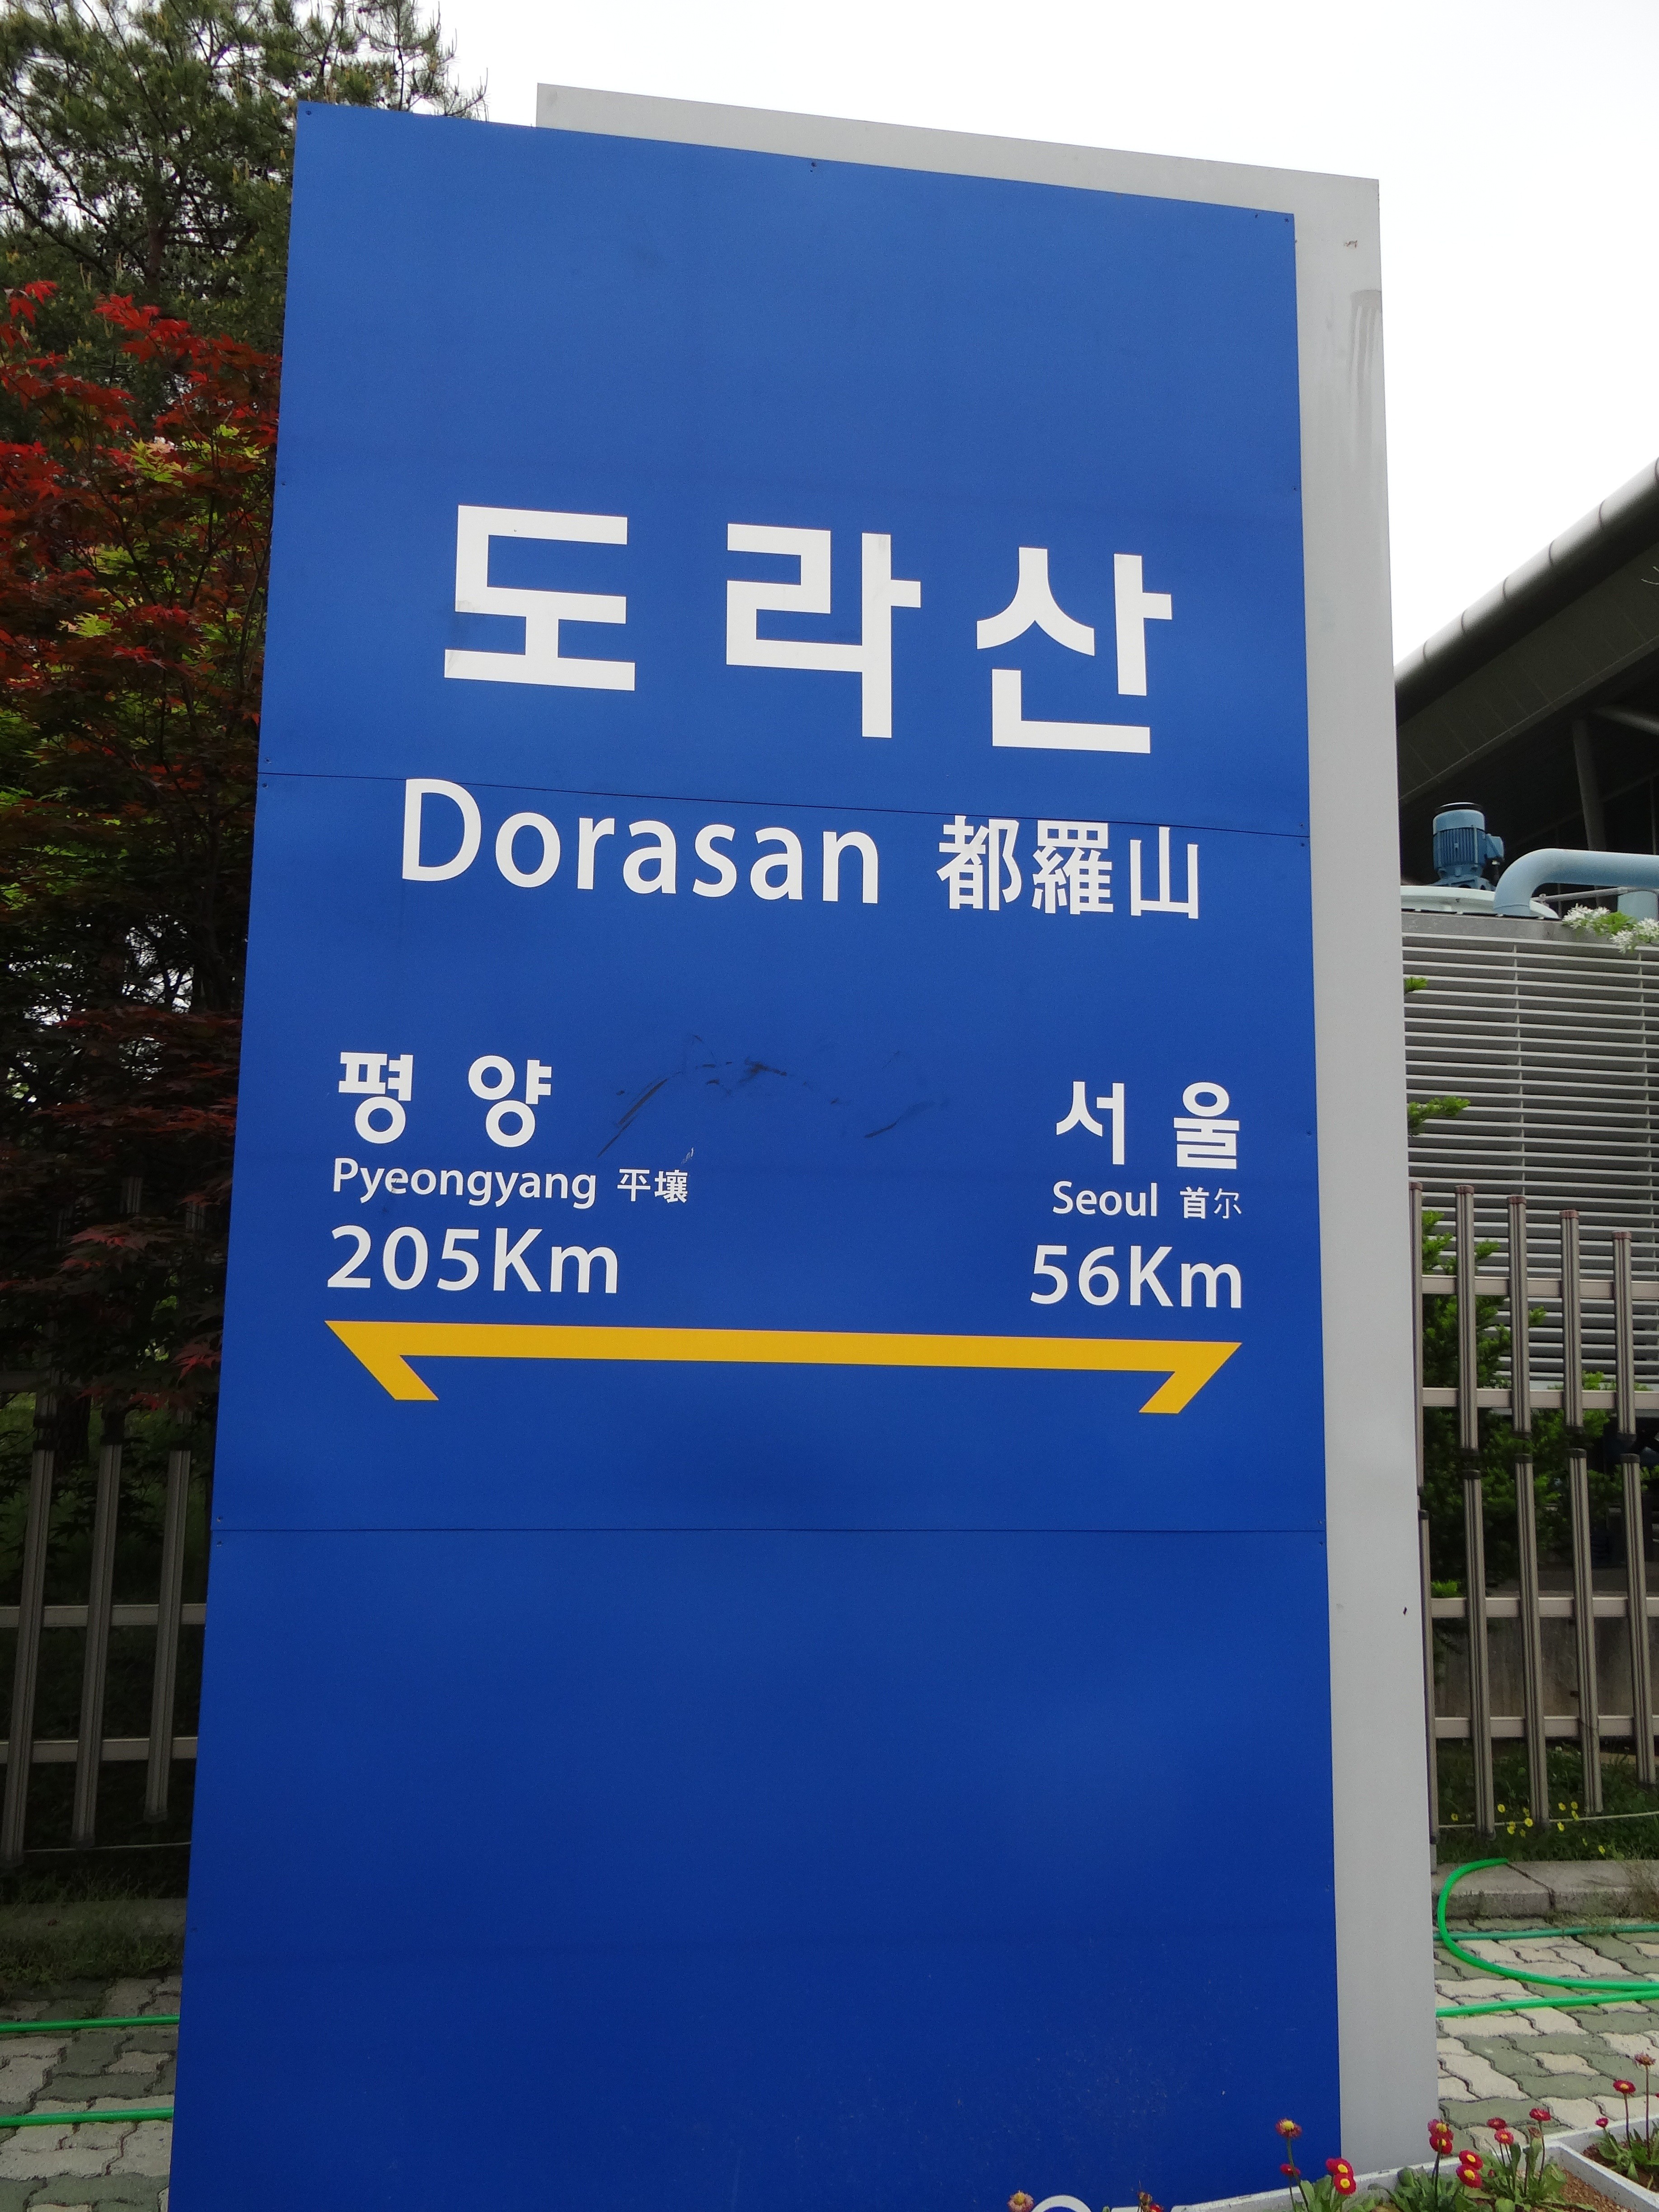 도라산
Dorasan 都羅山
평양
Pyeongyang 平壤
205Km
서울
Seoul 首尔
56Km